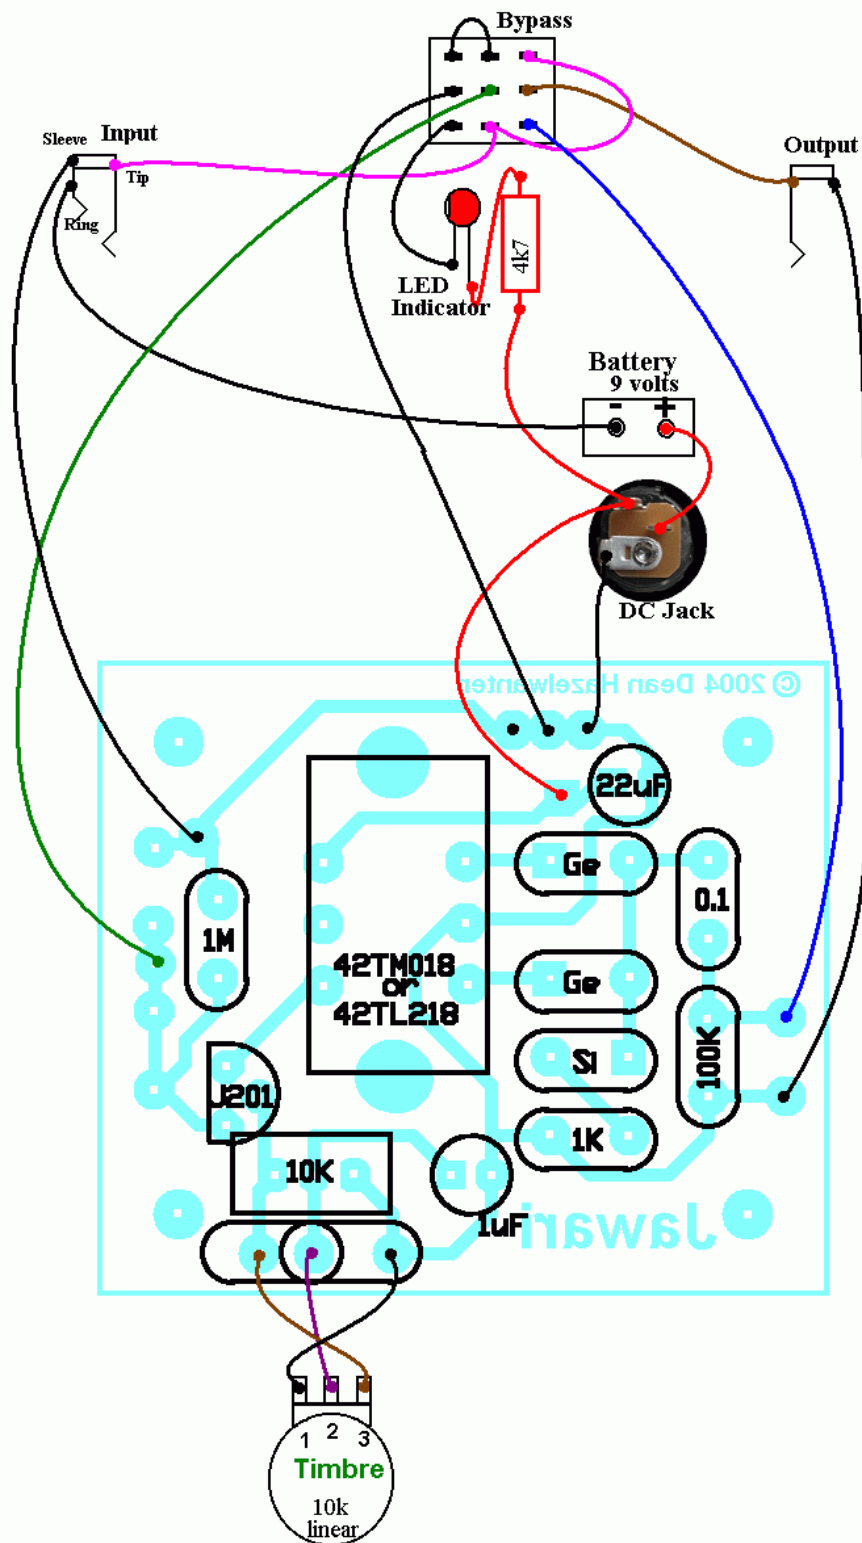 Bypass
Sleeve
Input
Tip
Ring
Output
4k7
LED
Indicator
Battery
9 volts
- +
DC Jack
© 2004 Dean Hazelwanter
22uF
Ge
0.1
1M
42TM018
or
42TL218
Ge
Si
100K
J201
1K
10K
1uF
Jawari
1 2 3
Timbre
10k
linear